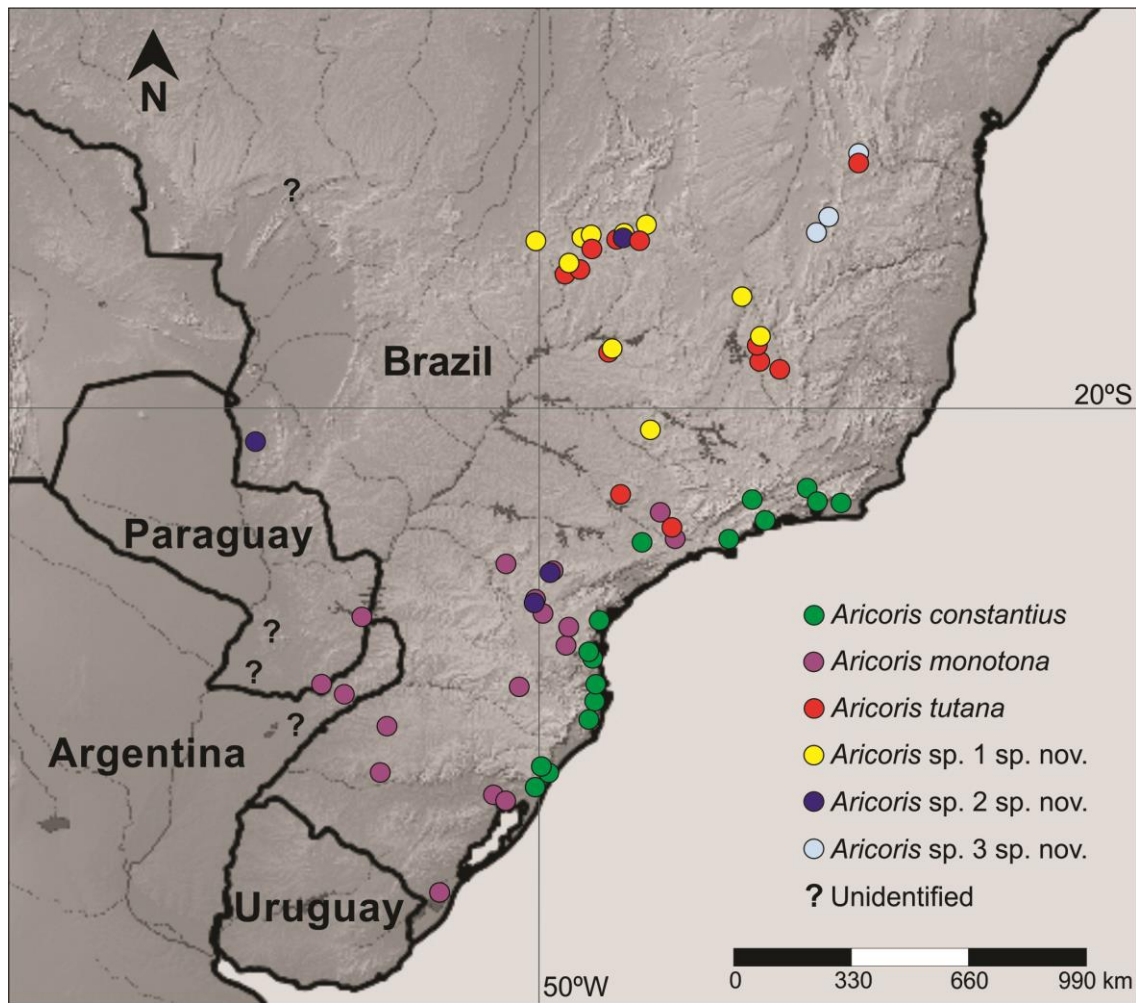 N
?
Brazil
20ºS
Paraguay
?
?
?
Argentina
Uruguay
50ºW
Aricoris constantius
Aricoris monotona
Aricoris tutana
Aricoris sp. 1 sp. nov.
Aricoris sp. 2 sp. nov.
Aricoris sp. 3 sp. nov.
? Unidentified
0 330 660 990 km